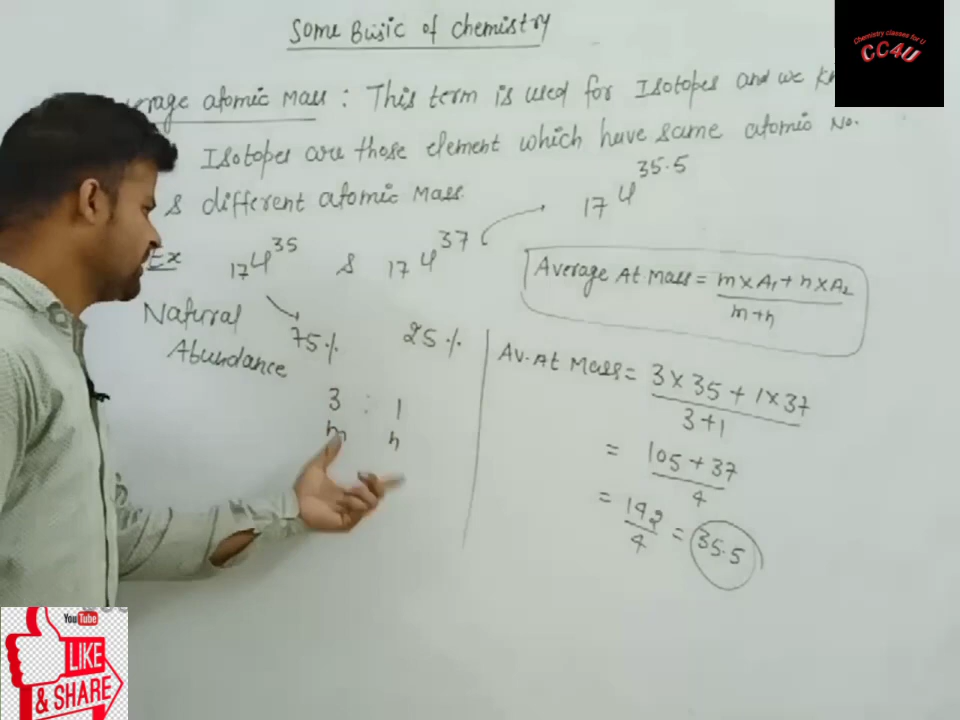 Some Basic of chemistry
Chemistry classes for U
CC4U
erage atomic Mass : This term is used for Isotopes and we Kn
Isotopes are those element which have same atomic No.
& different atomic Mass.
17 Cl 35.5
Ex 17 Cl 35 & 17 Cl 37
Average At Mass = m×A1 + n×A2
m+n
Natural 75% 25%
Abundance
Av. At Mass = 3×35 + 1×37
3+1
3 : 1
m n
= 105+37
4
= 142
4
= 35.5
YouTube
LIKE
& SHARE